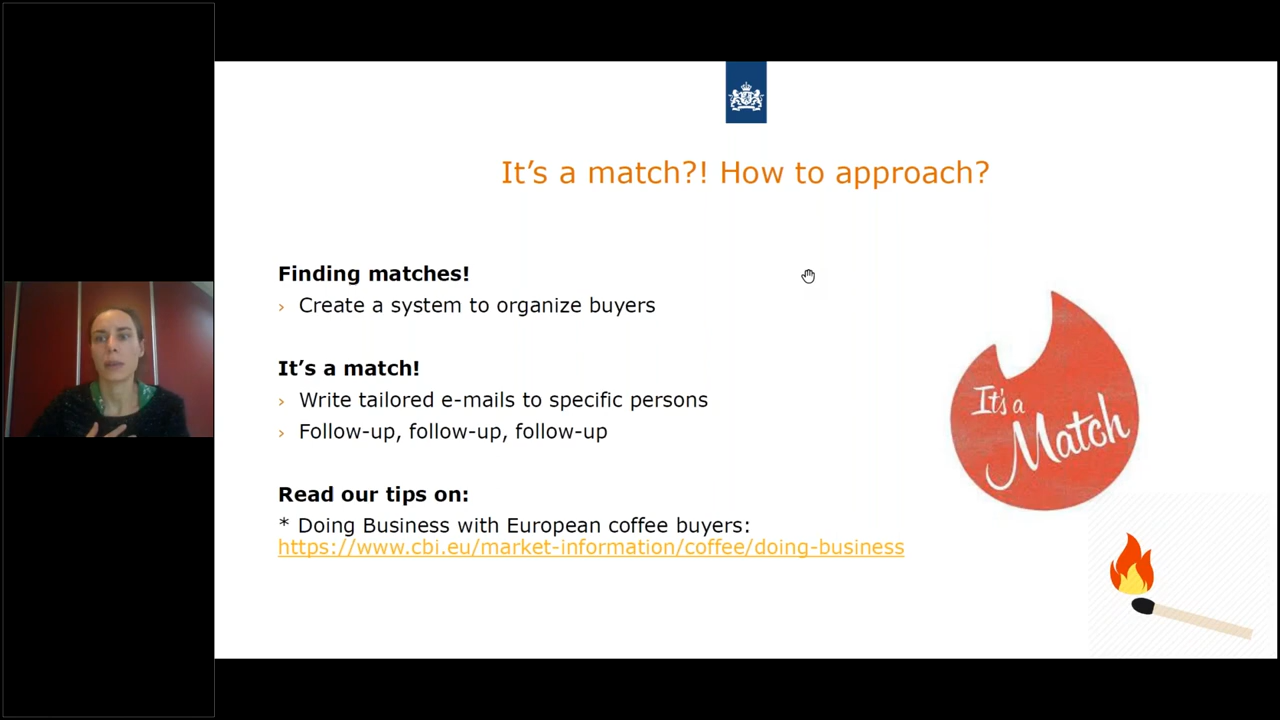 It’s a match?! How to approach?
Finding matches!
› Create a system to organize buyers
It’s a match!
› Write tailored e-mails to specific persons
› Follow-up, follow-up, follow-up
Read our tips on:
* Doing Business with European coffee buyers:
https://www.cbi.eu/market-information/coffee/doing-business
It's a
Match